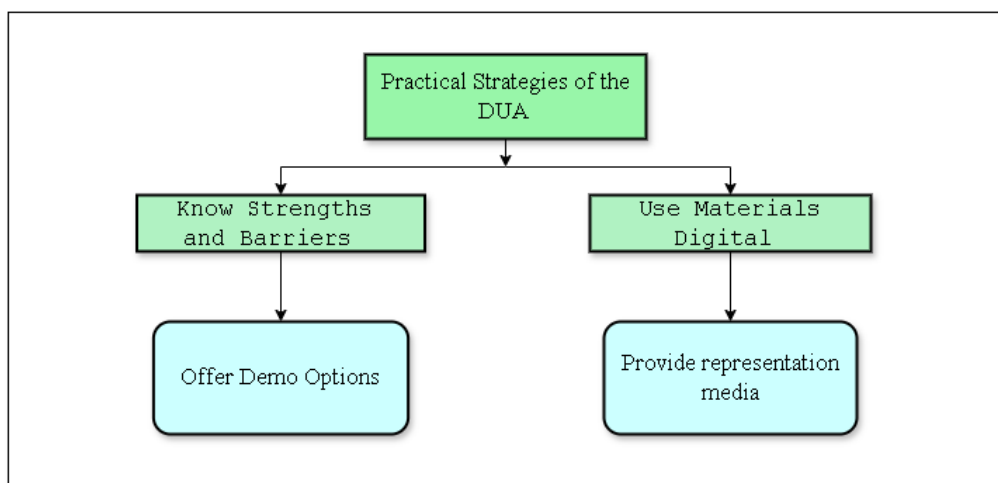 Practical Strategies of the
DUA
Know Strengths
and Barriers
Use Materials
Digital
Offer Demo Options
Provide representation
media